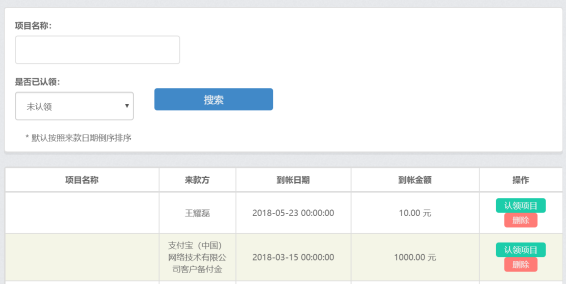 项目名称:
是否已认领:
未认领
搜索
* 默认按照来款日期倒序排序
项目名称 来款方 到帐日期 到帐金额 操作
王耀磊 2018-05-23 00:00:00 10.00 元 认领项目
删除
支付宝（中国）
网络技术有限公
司客户备付金
2018-03-15 00:00:00 1000.00 元 认领项目
删除